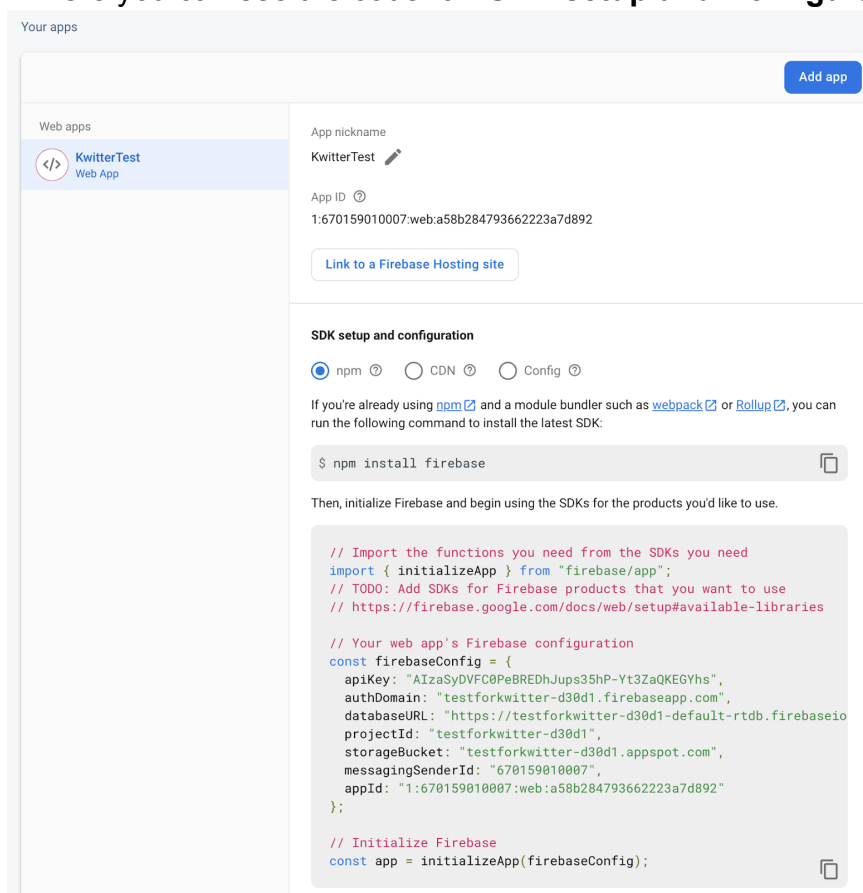 Your apps
Add app
Web apps
KwitterTest
Web App
App nickname
KwitterTest
App ID
1:670159010007:web:a58b284793662223a7d892
Link to a Firebase Hosting site
SDK setup and configuration
npm CDN Config
If you're already using npm and a module bundler such as webpack or Rollup, you can
run the following command to install the latest SDK:
$ npm install firebase
Then, initialize Firebase and begin using the SDKs for the products you'd like to use.
// Import the functions you need from the SDKs you need
import { initializeApp } from "firebase/app";
// TODO: Add SDKs for Firebase products that you want to use
// https://firebase.google.com/docs/web/setup#available-libraries
// Your web app's Firebase configuration
const firebaseConfig = {
apiKey: "AIzaSyDVFC0PeBREDhJups35hP-Yt3ZaQKEGYhs",
authDomain: "testforkwitter-d30d1.firebaseapp.com",
databaseURL: "https://testforkwitter-d30d1-default-rtdb.firebaseio
projectId: "testforkwitter-d30d1",
storageBucket: "testforkwitter-d30d1.appspot.com",
messagingSenderId: "670159010007",
appId: "1:670159010007:web:a58b284793662223a7d892"
};
// Initialize Firebase
const app = initializeApp(firebaseConfig);